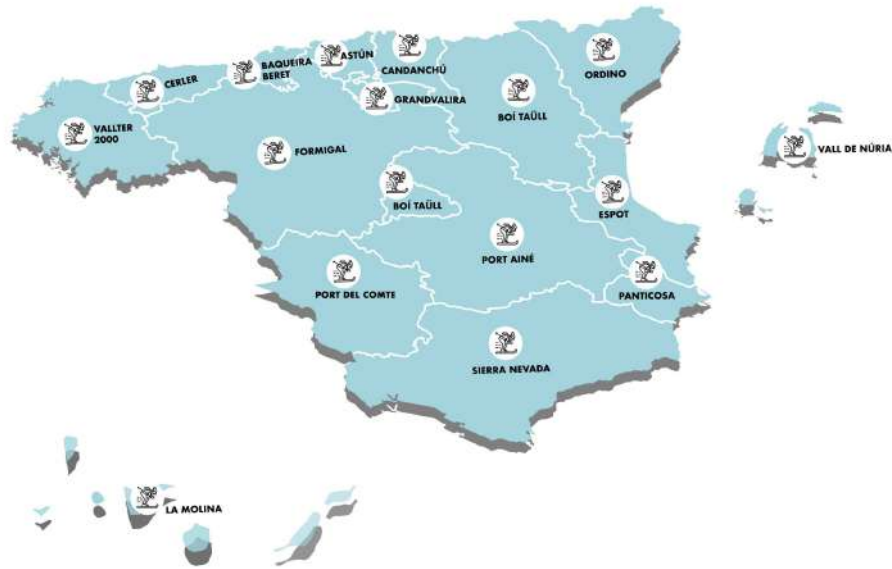 ASTÚN
CANDANCHÚ
BAQUEIRA
BERET
ORDINO
CERLER
GRANDVALIRA
BOÍ TAÜLL
VALLTER
2000
FORMIGAL
VALL DE NÚRIA
BOÍ TAÜLL
ESPOT
PORT AINÉ
PORT DEL COMTE
PANTICOSA
SIERRA NEVADA
LA MOLINA